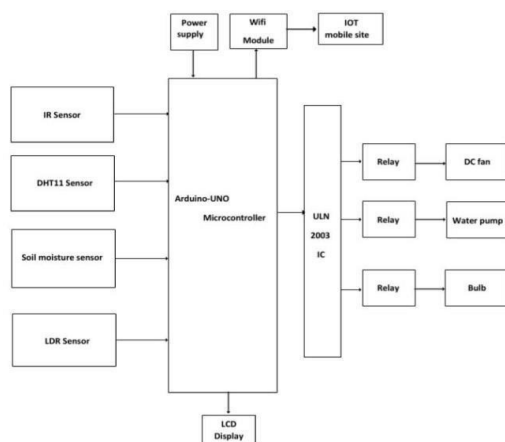 Power
supply
Wifi
Module
IOT
mobile site
IR Sensor
DHT11 Sensor
Soil moisture sensor
LDR Sensor
Arduino-UNO
Microcontroller
ULN
2003
IC
Relay
DC fan
Relay
Water pump
Relay
Bulb
LCD
Display